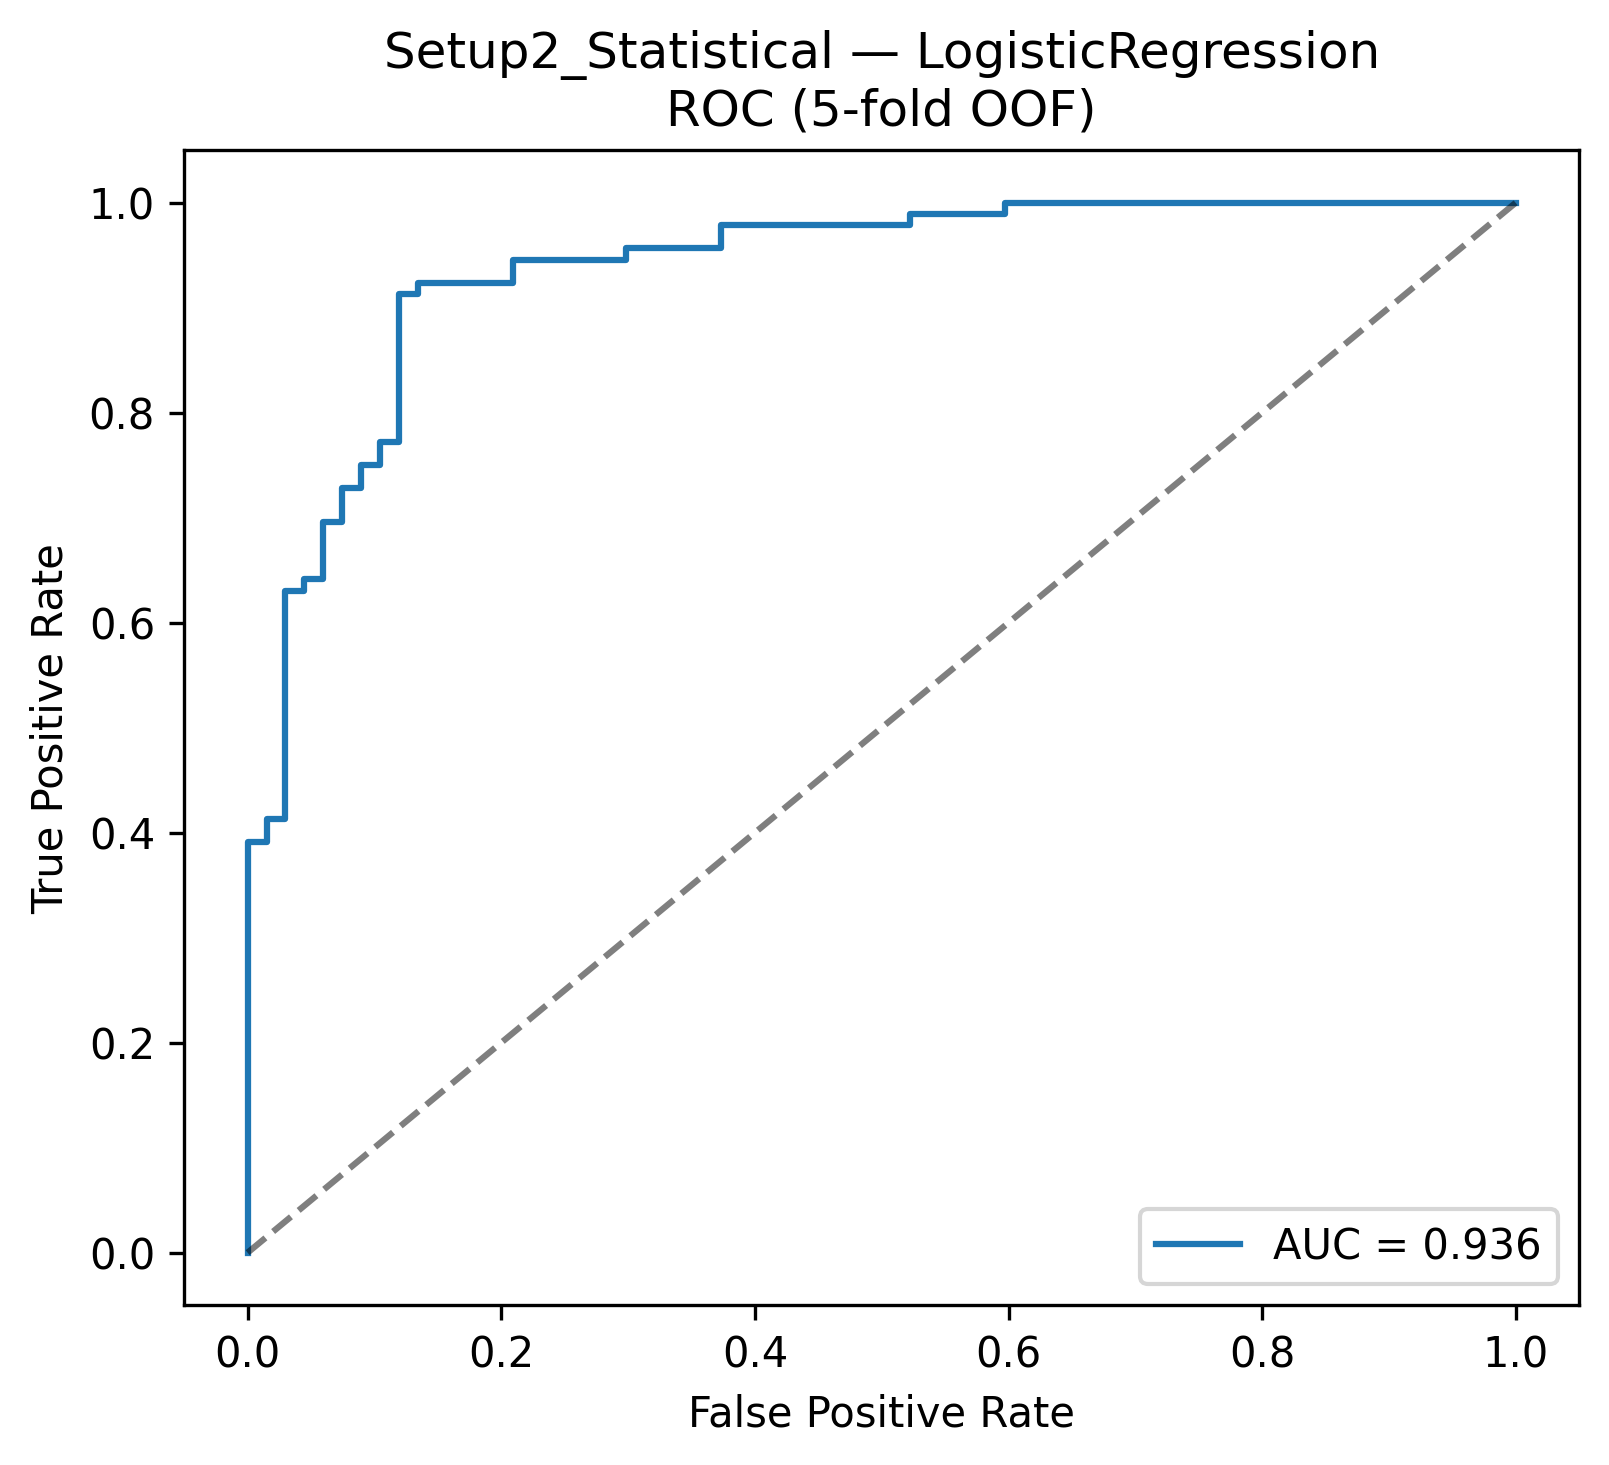 Setup2_Statistical — LogisticRegression
ROC (5-fold OOF)
True Positive Rate
1.0
0.8
0.6
0.4
0.2
0.0
AUC = 0.936
0.0 0.2 0.4 0.6 0.8 1.0
False Positive Rate